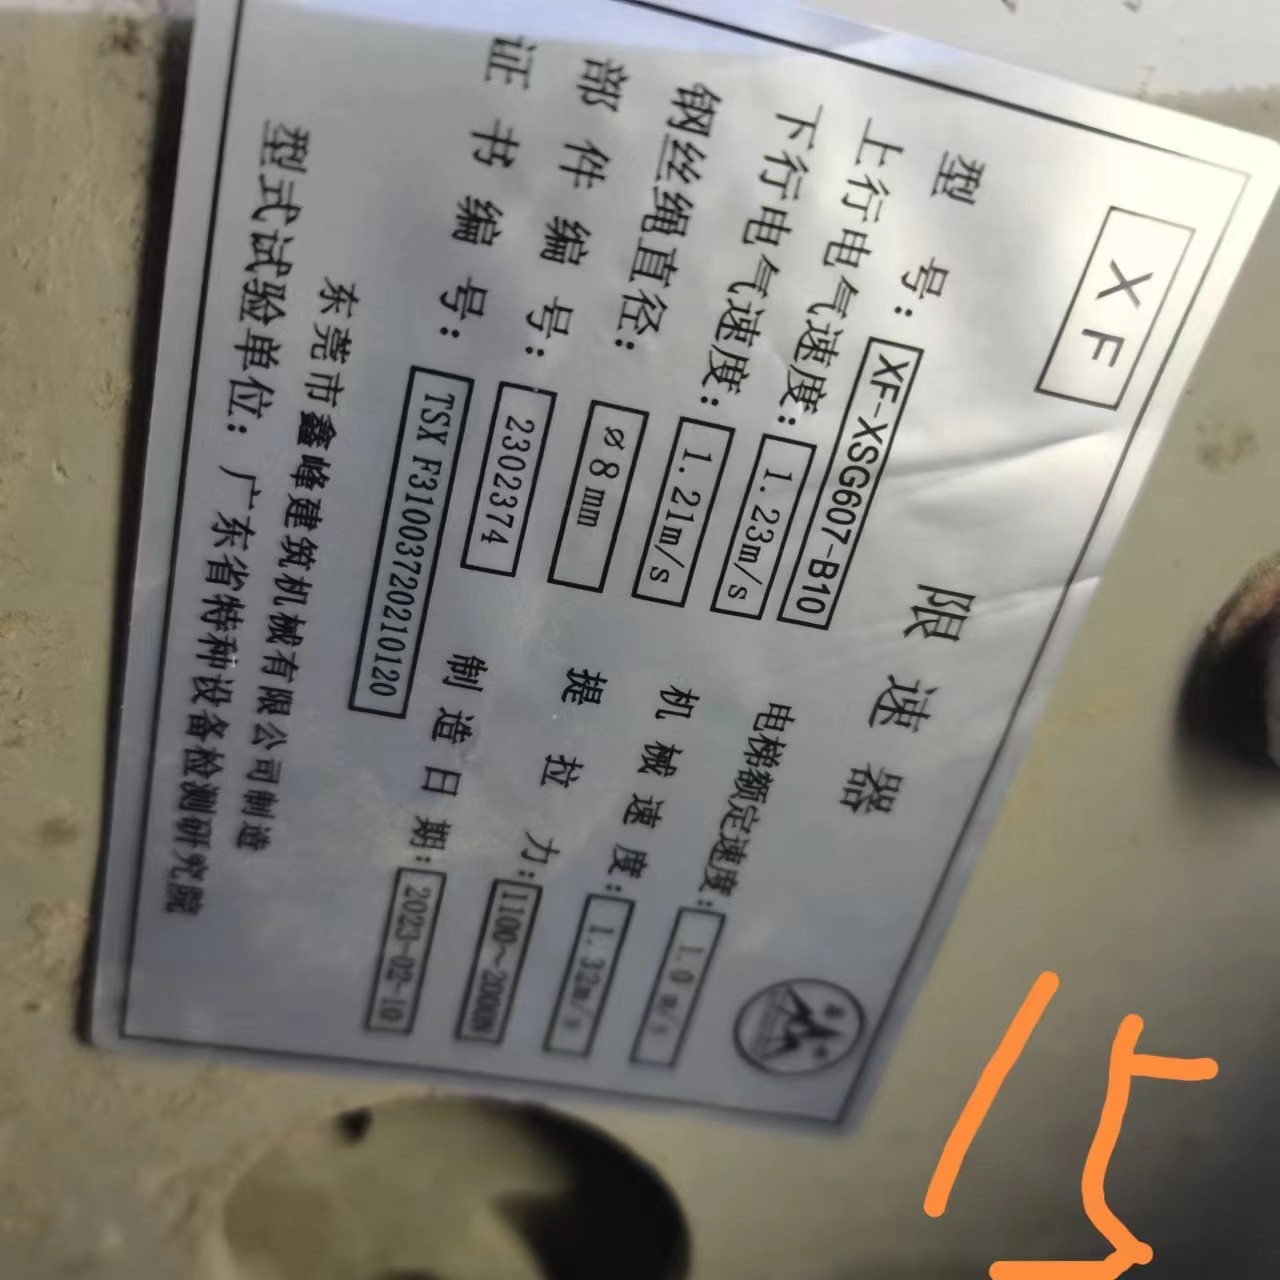 XF
限速器
型号: XF-XSG607-B10
上行电气速度: 1.23m/s 电梯额定速度: 1.0 m/s
下行电气速度: 1.21m/s 机械速度: 1.32m/s
钢丝绳直径: ø8mm 提拉力: 1100~2000N
部件编号: 2302374 制造日期: 2023-02-10
证书编号: TSX F31003720210120
东莞市鑫峰建筑机械有限公司制造
型式试验单位: 广东省特种设备检测研究院
15